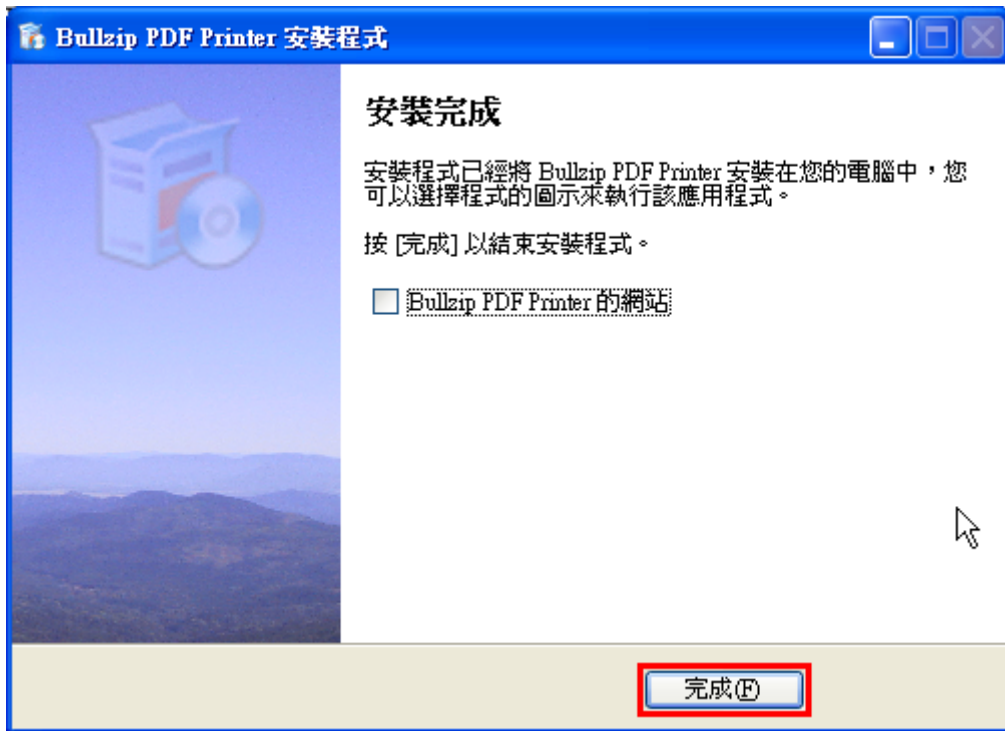 Bullzip PDF Printer 安裝程式
安裝完成
安裝程式已經將 Bullzip PDF Printer 安裝在您的電腦中，您
可以選擇程式的圖示來執行該應用程式。
按 [完成] 以結束安裝程式。
Bullzip PDF Printer 的網站
完成(F)